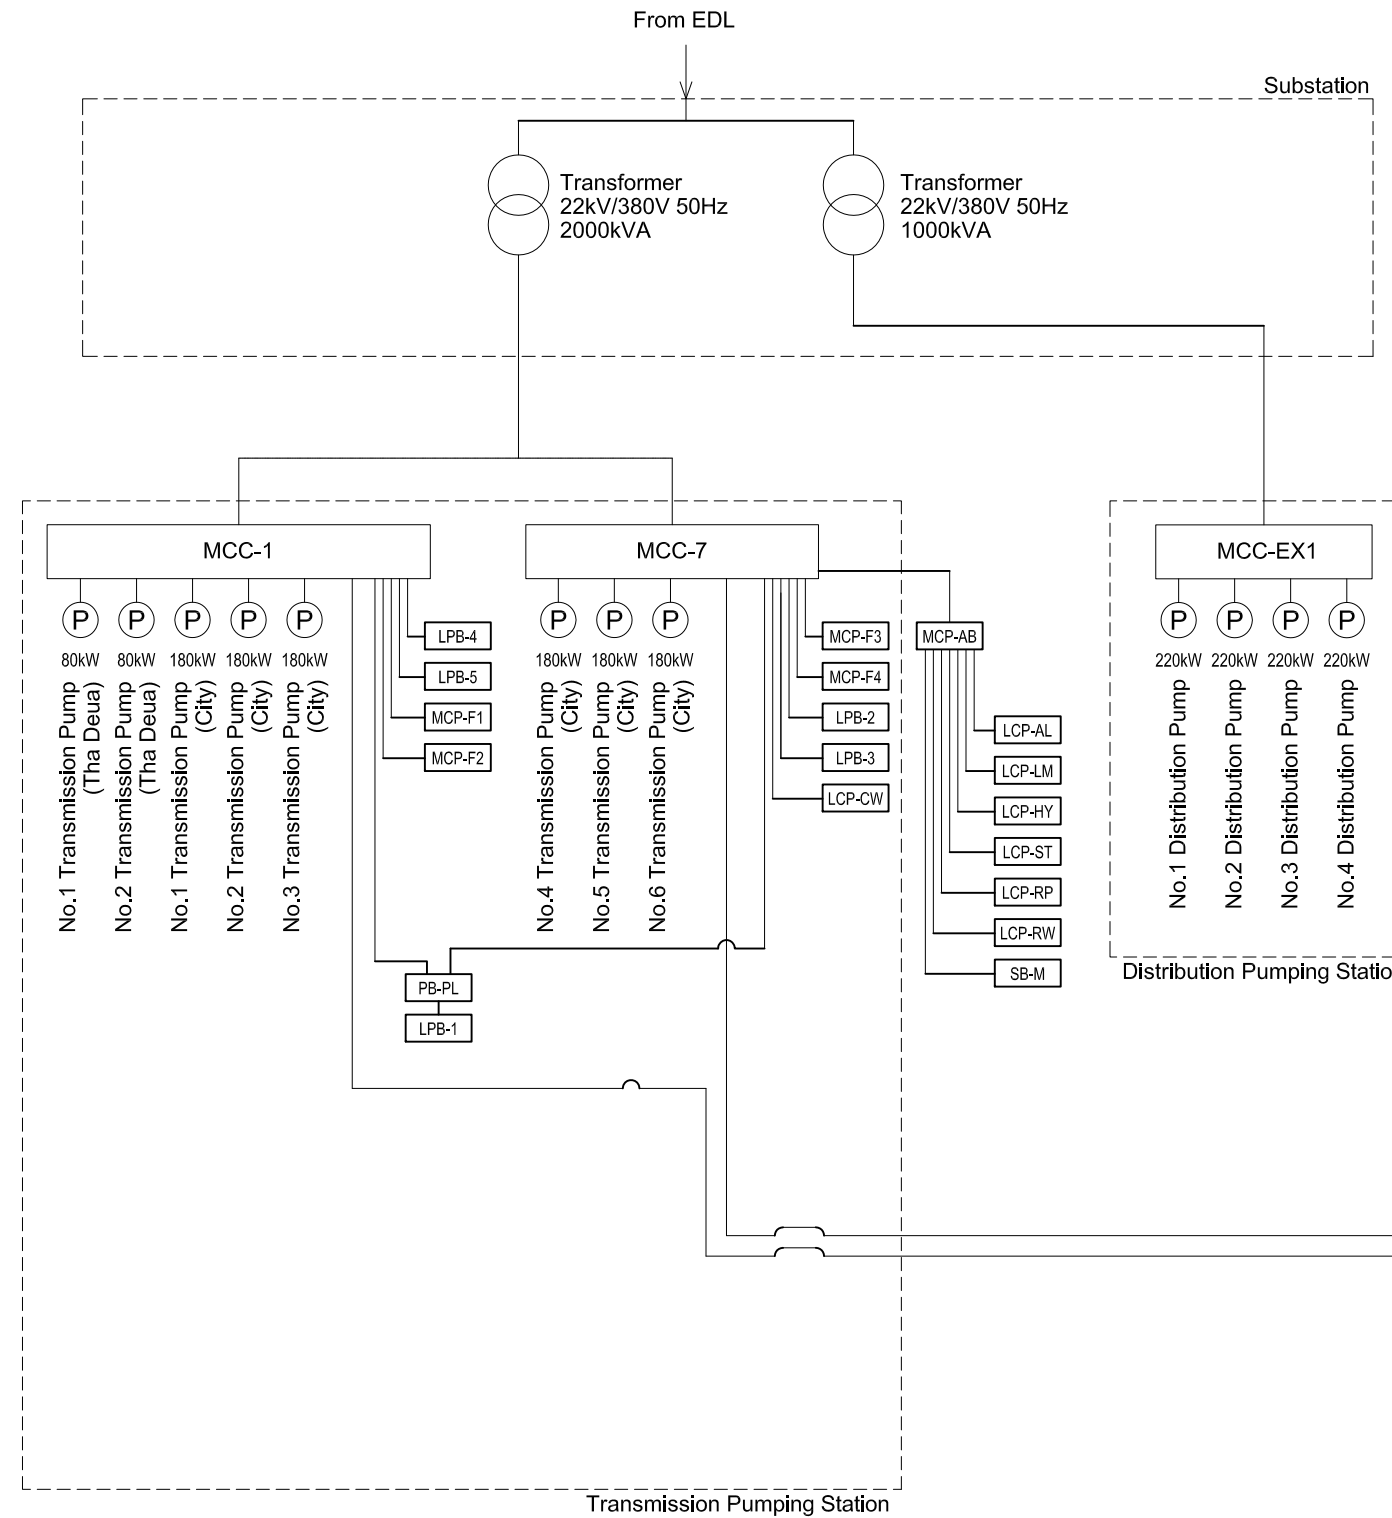 From EDL
Substation
Transformer
22kV/380V 50Hz
2000kVA
Transformer
22kV/380V 50Hz
1000kVA
MCC-1
MCC-7
MCC-EX1
P
P
P
P
P
80kW
80kW
180kW
180kW
180kW
No.1 Transmission Pump
(Tha Deua)
No.2 Transmission Pump
(Tha Deua)
No.1 Transmission Pump
(City)
No.2 Transmission Pump
(City)
No.3 Transmission Pump
(City)
LPB-4
LPB-5
MCP-F1
MCP-F2
P
P
P
180kW
180kW
180kW
No.4 Transmission Pump
(City)
No.5 Transmission Pump
(City)
No.6 Transmission Pump
(City)
MCP-F3
MCP-F4
LPB-2
LPB-3
LCP-CW
MCP-AB
LCP-AL
LCP-LM
LCP-HY
LCP-ST
LCP-RP
LCP-RW
SB-M
P
P
P
P
220kW
220kW
220kW
220kW
No.1 Distribution Pump
No.2 Distribution Pump
No.3 Distribution Pump
No.4 Distribution Pump
Distribution Pumping Statio
PB-PL
LPB-1
Transmission Pumping Station